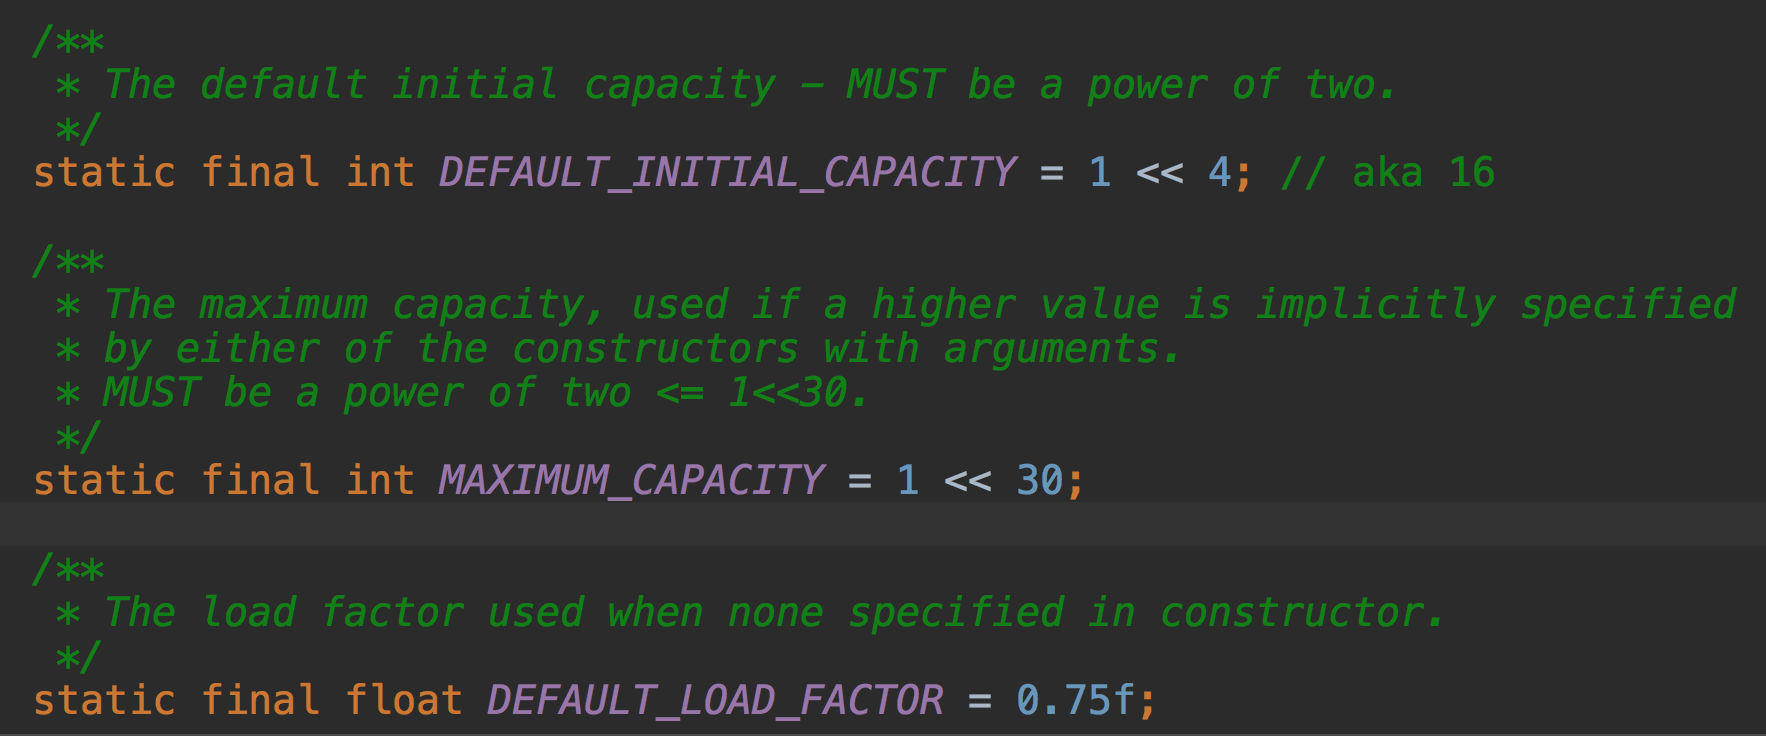 /**
 * The default initial capacity – MUST be a power of two.
 */
static final int DEFAULT_INITIAL_CAPACITY = 1 << 4; // aka 16
/**
 * The maximum capacity, used if a higher value is implicitly specified
 * by either of the constructors with arguments.
 * MUST be a power of two <= 1<<30.
 */
static final int MAXIMUM_CAPACITY = 1 << 30;
/**
 * The load factor used when none specified in constructor.
 */
static final float DEFAULT_LOAD_FACTOR = 0.75f;